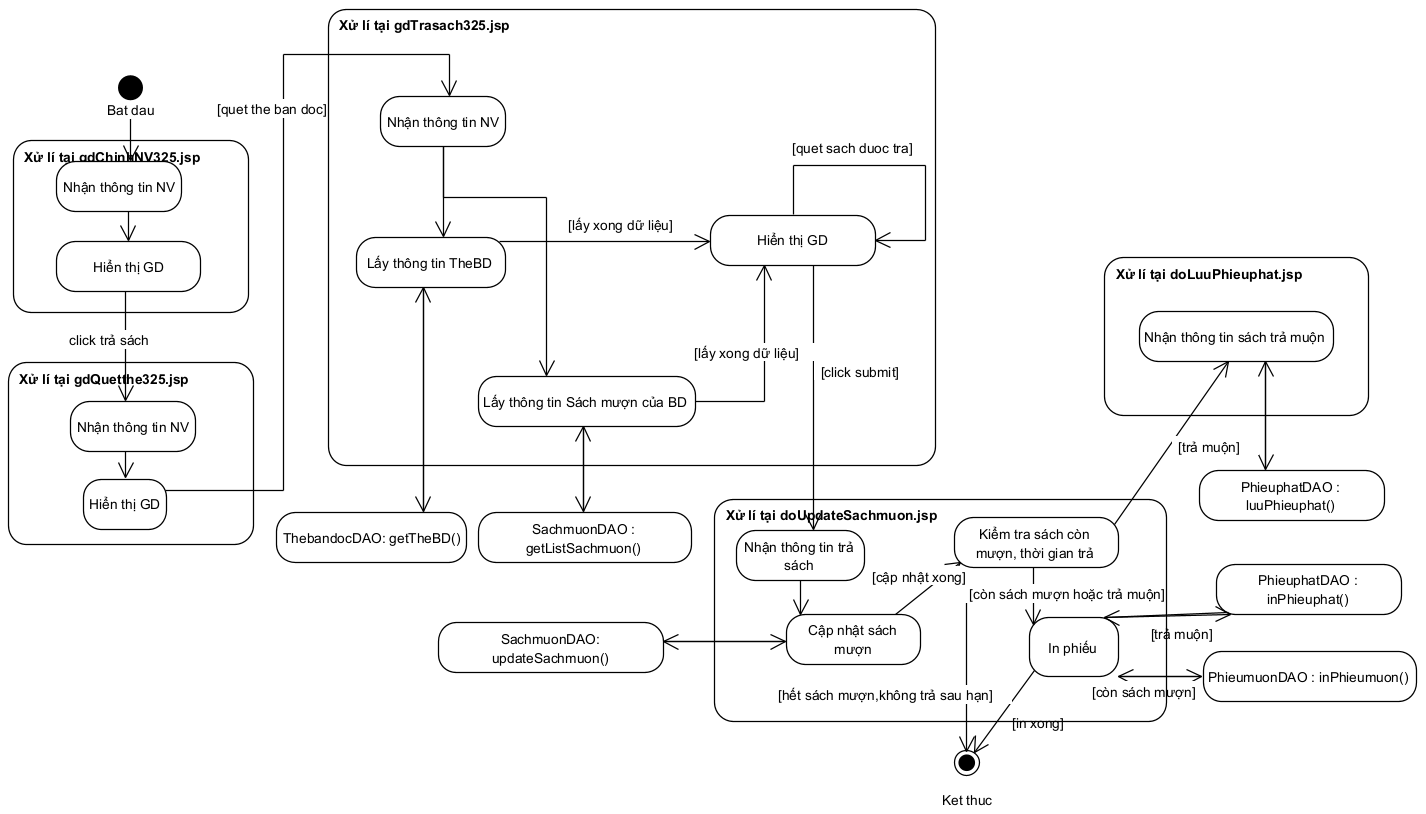 Xử lí tại gdTrasach325.jsp
Bat dau
[quet the ban doc]
Nhận thông tin NV
[quet sach duoc tra]
Xử lí tại gdChinhNV325.jsp
Nhận thông tin NV
Hiển thị GD
[lấy xong dữ liệu]
Hiển thị GD
Lấy thông tin TheBD
Xử lí tại doLuuPhieuphat.jsp
Nhận thông tin sách trả muộn
click trả sách
[lấy xong dữ liệu]
[click submit]
Xử lí tại gdQuetthe325.jsp
Nhận thông tin NV
Lấy thông tin Sách mượn của BD
[trả muộn]
Hiển thị GD
PhieuphatDAO :
luuPhieuphat()
ThebandocDAO: getTheBD()
SachmuonDAO :
getListSachmuon()
Xử lí tại doUpdateSachmuon.jsp
Nhận thông tin trả
sách
Kiểm tra sách còn
mượn, thời gian trả
[cập nhật xong]
[còn sách mượn hoặc trả muộn]
PhieuphatDAO :
inPhieuphat()
SachmuonDAO:
updateSachmuon()
Cập nhật sách
mượn
In phiếu
[trả muộn]
PhieumuonDAO : inPhieumuon()
[còn sách mượn]
[hết sách mượn,không trả sau hạn]
[in xong]
Ket thuc